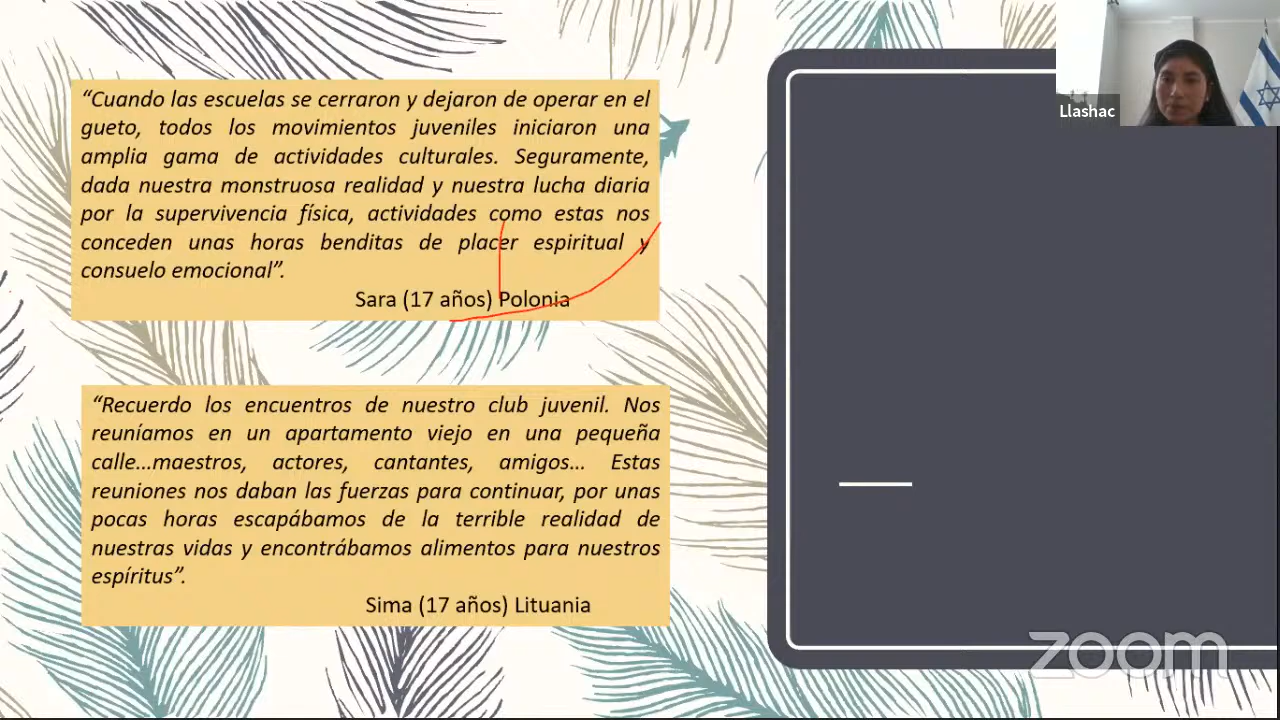 “Cuando las escuelas se cerraron y dejaron de operar en el
gueto, todos los movimientos juveniles iniciaron una
amplia gama de actividades culturales. Seguramente,
dada nuestra monstruosa realidad y nuestra lucha diaria
por la supervivencia física, actividades como estas nos
conceden unas horas benditas de placer espiritual y
consuelo emocional”.
Sara (17 años) Polonia
“Recuerdo los encuentros de nuestro club juvenil. Nos
reuníamos en un apartamento viejo en una pequeña
calle…maestros, actores, cantantes, amigos… Estas
reuniones nos daban las fuerzas para continuar, por unas
pocas horas escapábamos de la terrible realidad de
nuestras vidas y encontrábamos alimentos para nuestros
espíritus”.
Sima (17 años) Lituania
Llashac
zoom